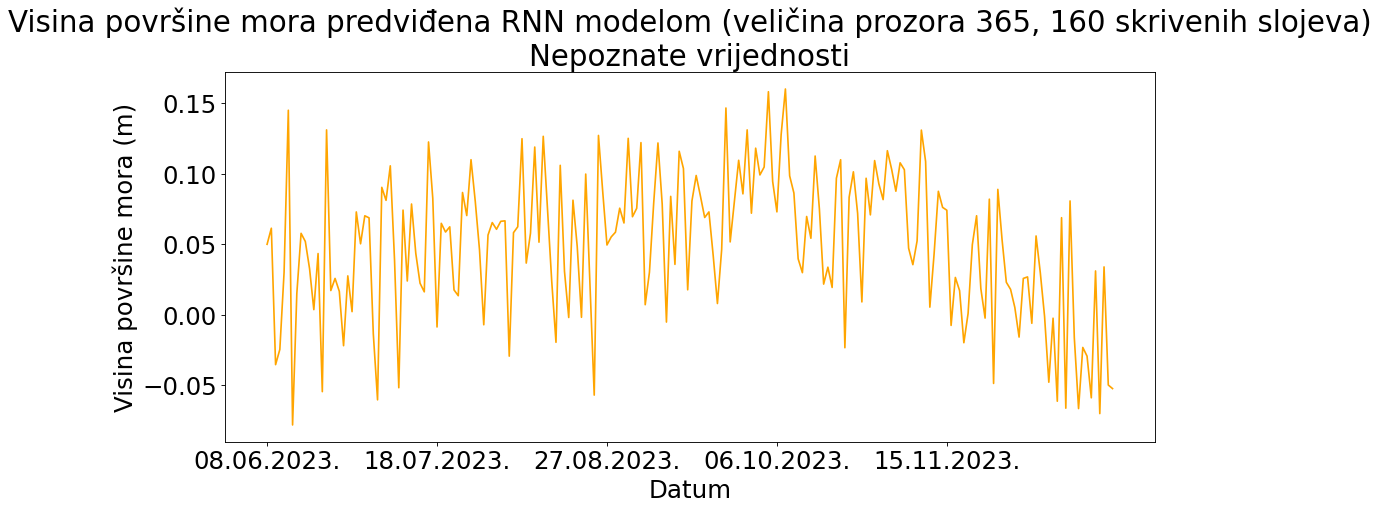 Visina površine mora predviđena RNN modelom (veličina prozora 365, 160 skrivenih slojeva)
Nepoznate vrijednosti
Visina površine mora (m)
0.15
0.10
0.05
0.00
−0.05
08.06.2023. 18.07.2023. 27.08.2023. 06.10.2023. 15.11.2023.
Datum